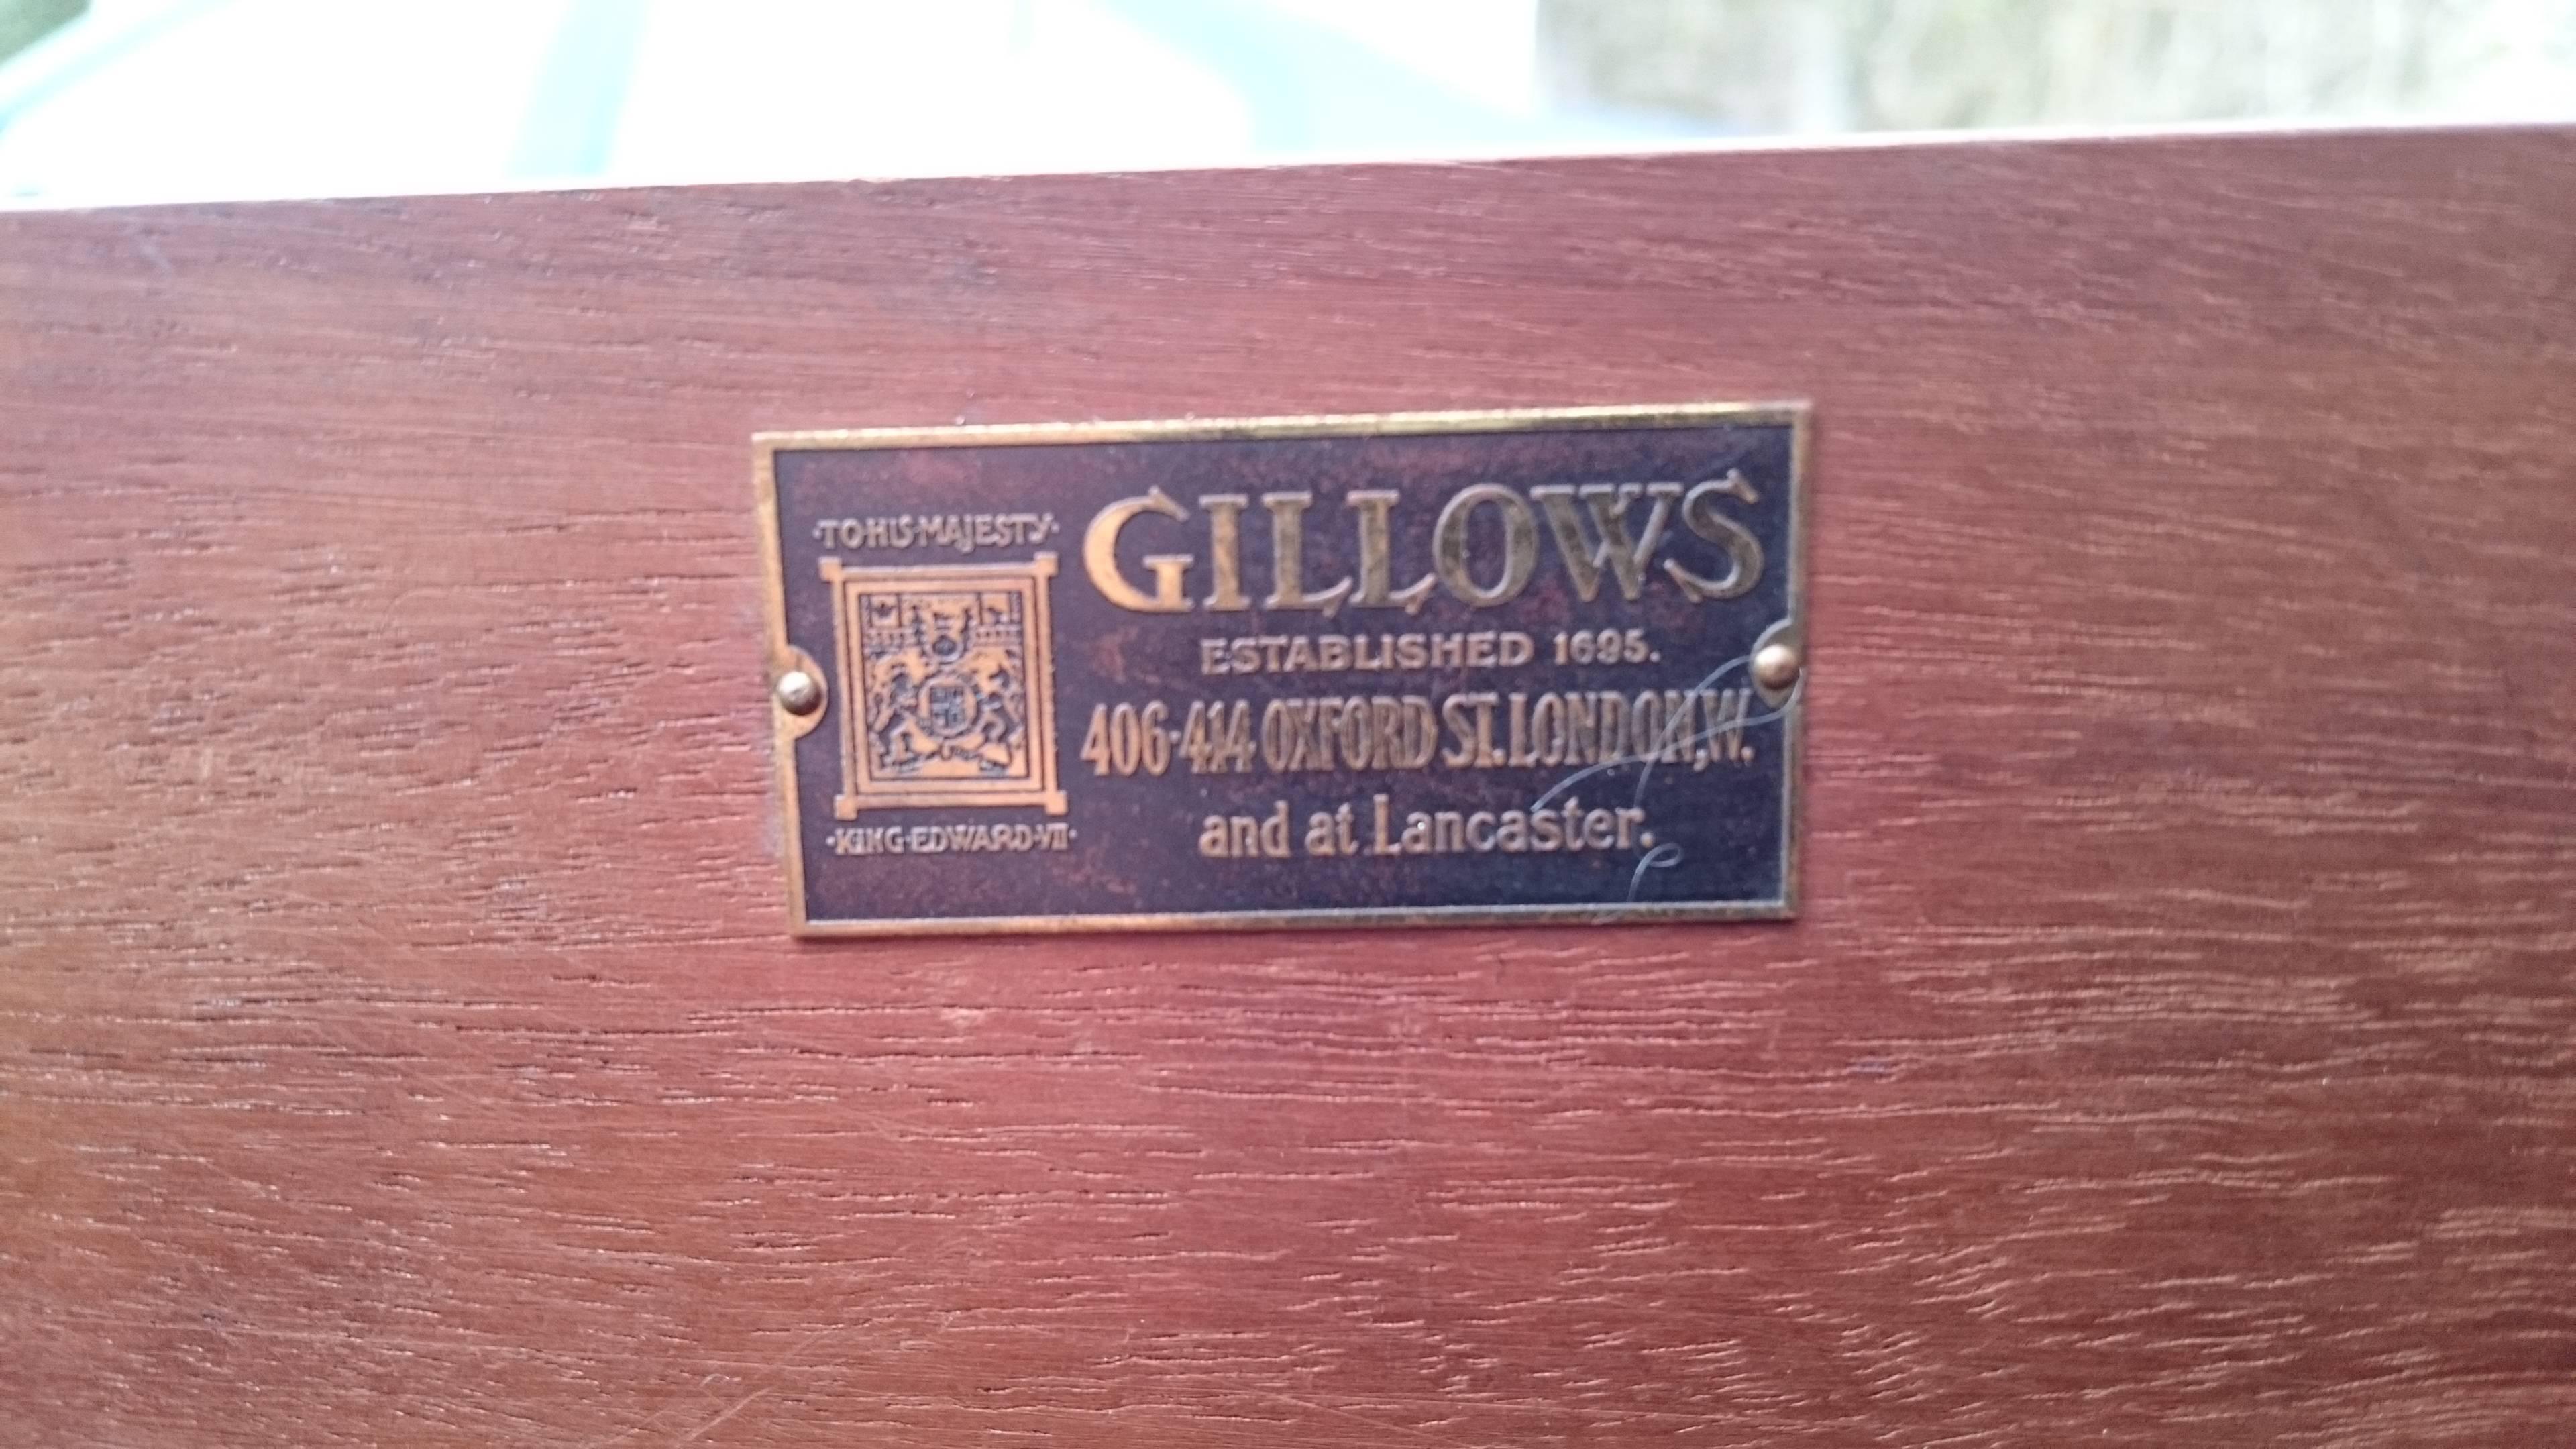 ·TO·HIS·MAJESTY·
·KING·EDWARD·VII·
GILLOWS
ESTABLISHED 1695.
406-414 OXFORD ST. LONDON, W.
and at Lancaster.